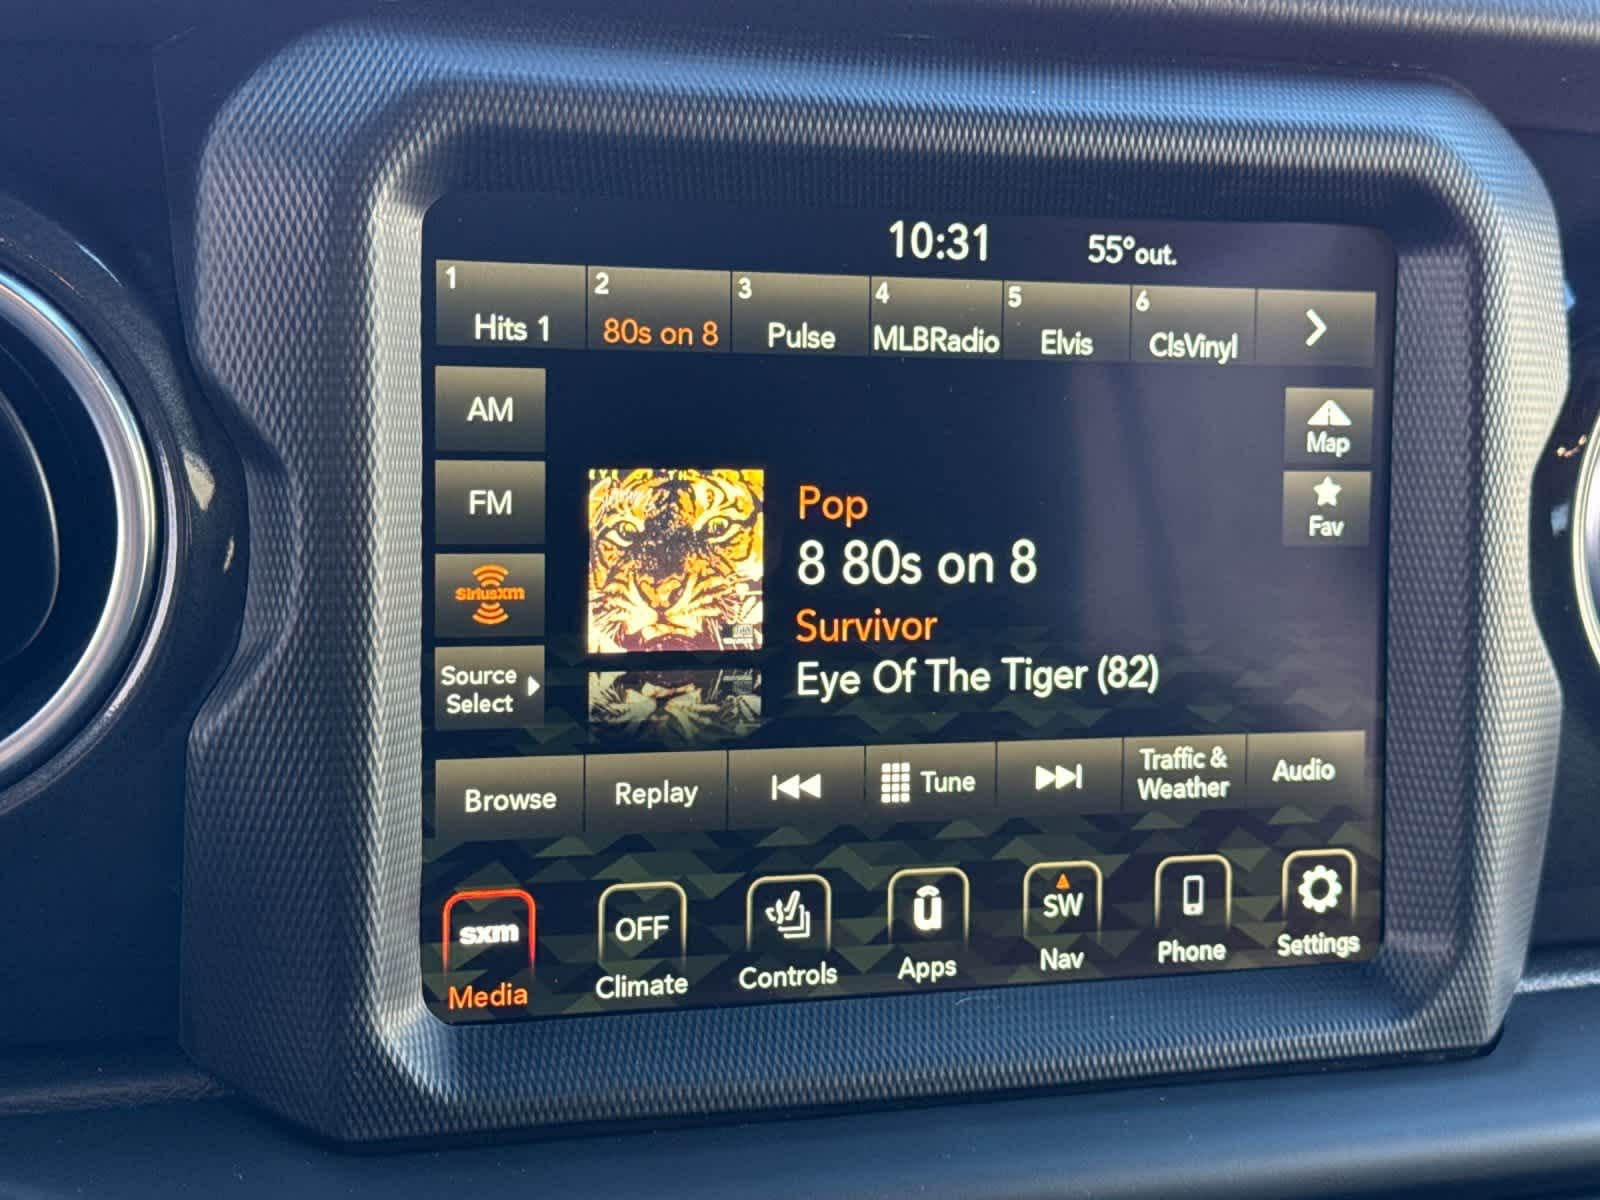 10:31 55°out.
1 2 3 4 5 6
Hits 1 80s on 8 Pulse MLBRadio Elvis ClsVinyl
AM
Map
FM
Fav
Pop
8 80s on 8
SiriusXm
Survivor
Eye Of The Tiger (82)
Source
Select
Browse Replay Tune Traffic & Audio
Weather
sxm OFF SW
Media Climate Controls Apps Nav Phone Settings